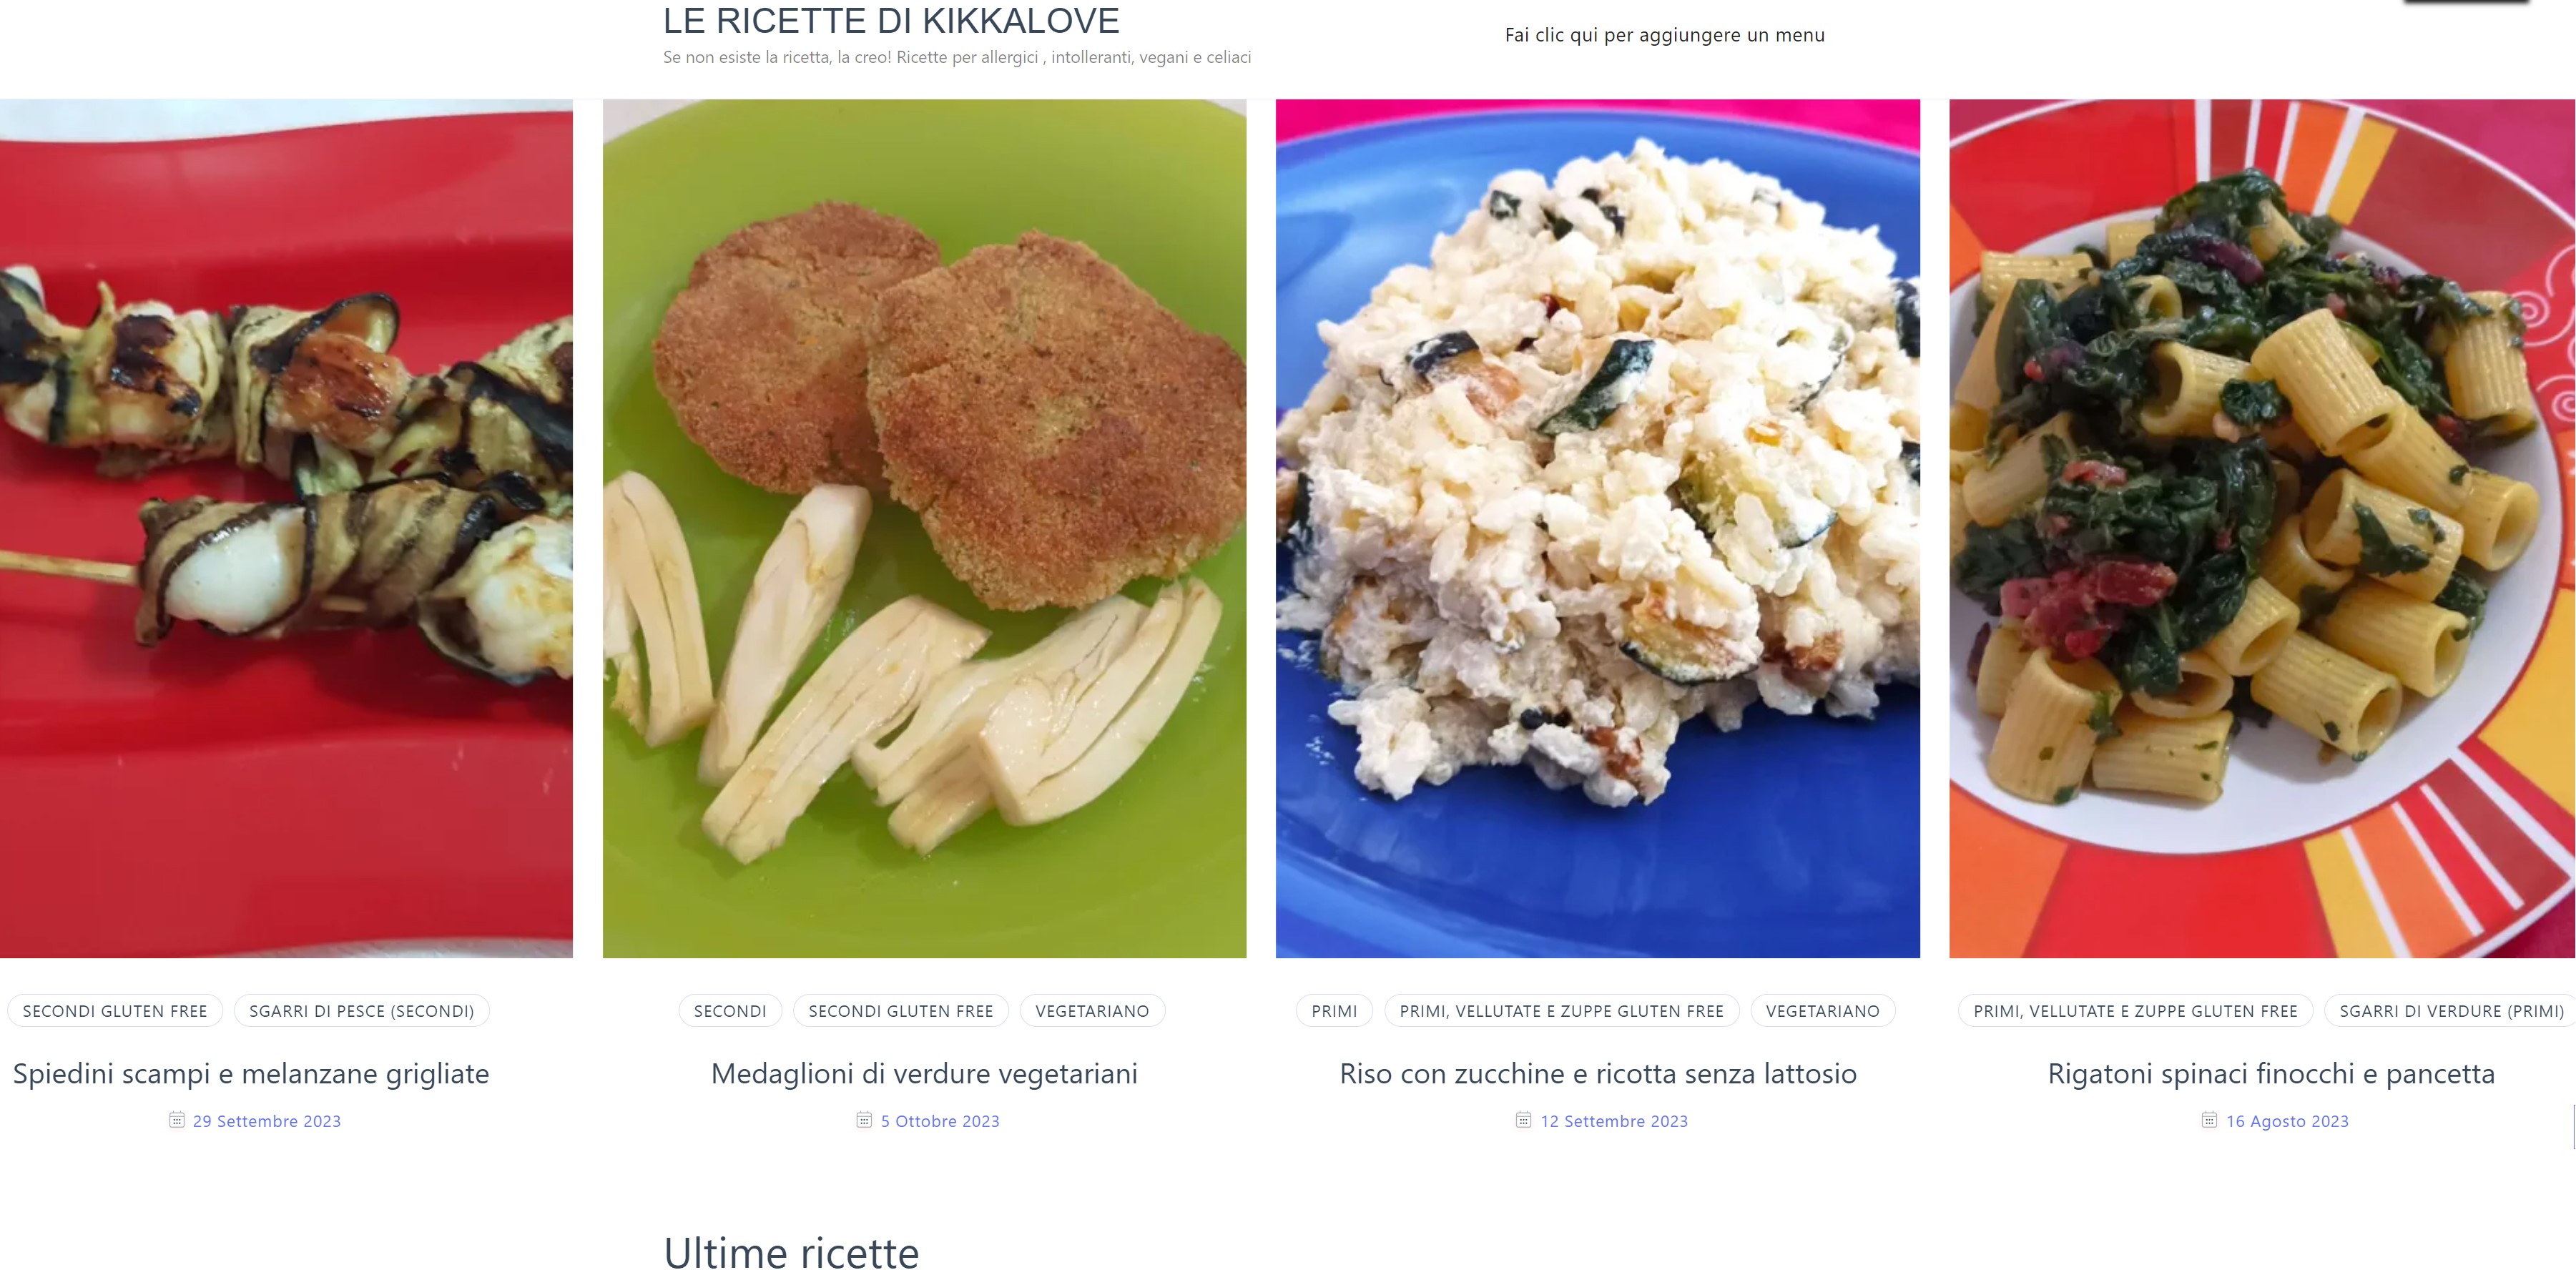 LE RICETTE DI KIKKALOVE
Se non esiste la ricetta, la creo! Ricette per allergici , intolleranti, vegani e celiaci
Fai clic qui per aggiungere un menu
SECONDI GLUTEN FREE
SGARRI DI PESCE (SECONDI)
Spiedini scampi e melanzane grigliate
29 Settembre 2023
SECONDI
SECONDI GLUTEN FREE
VEGETARIANO
Medaglioni di verdure vegetariani
5 Ottobre 2023
PRIMI
PRIMI, VELLUTATE E ZUPPE GLUTEN FREE
VEGETARIANO
Riso con zucchine e ricotta senza lattosio
12 Settembre 2023
PRIMI, VELLUTATE E ZUPPE GLUTEN FREE
SGARRI DI VERDURE (PRIMI)
Rigatoni spinaci finocchi e pancetta
16 Agosto 2023
Ultime ricette